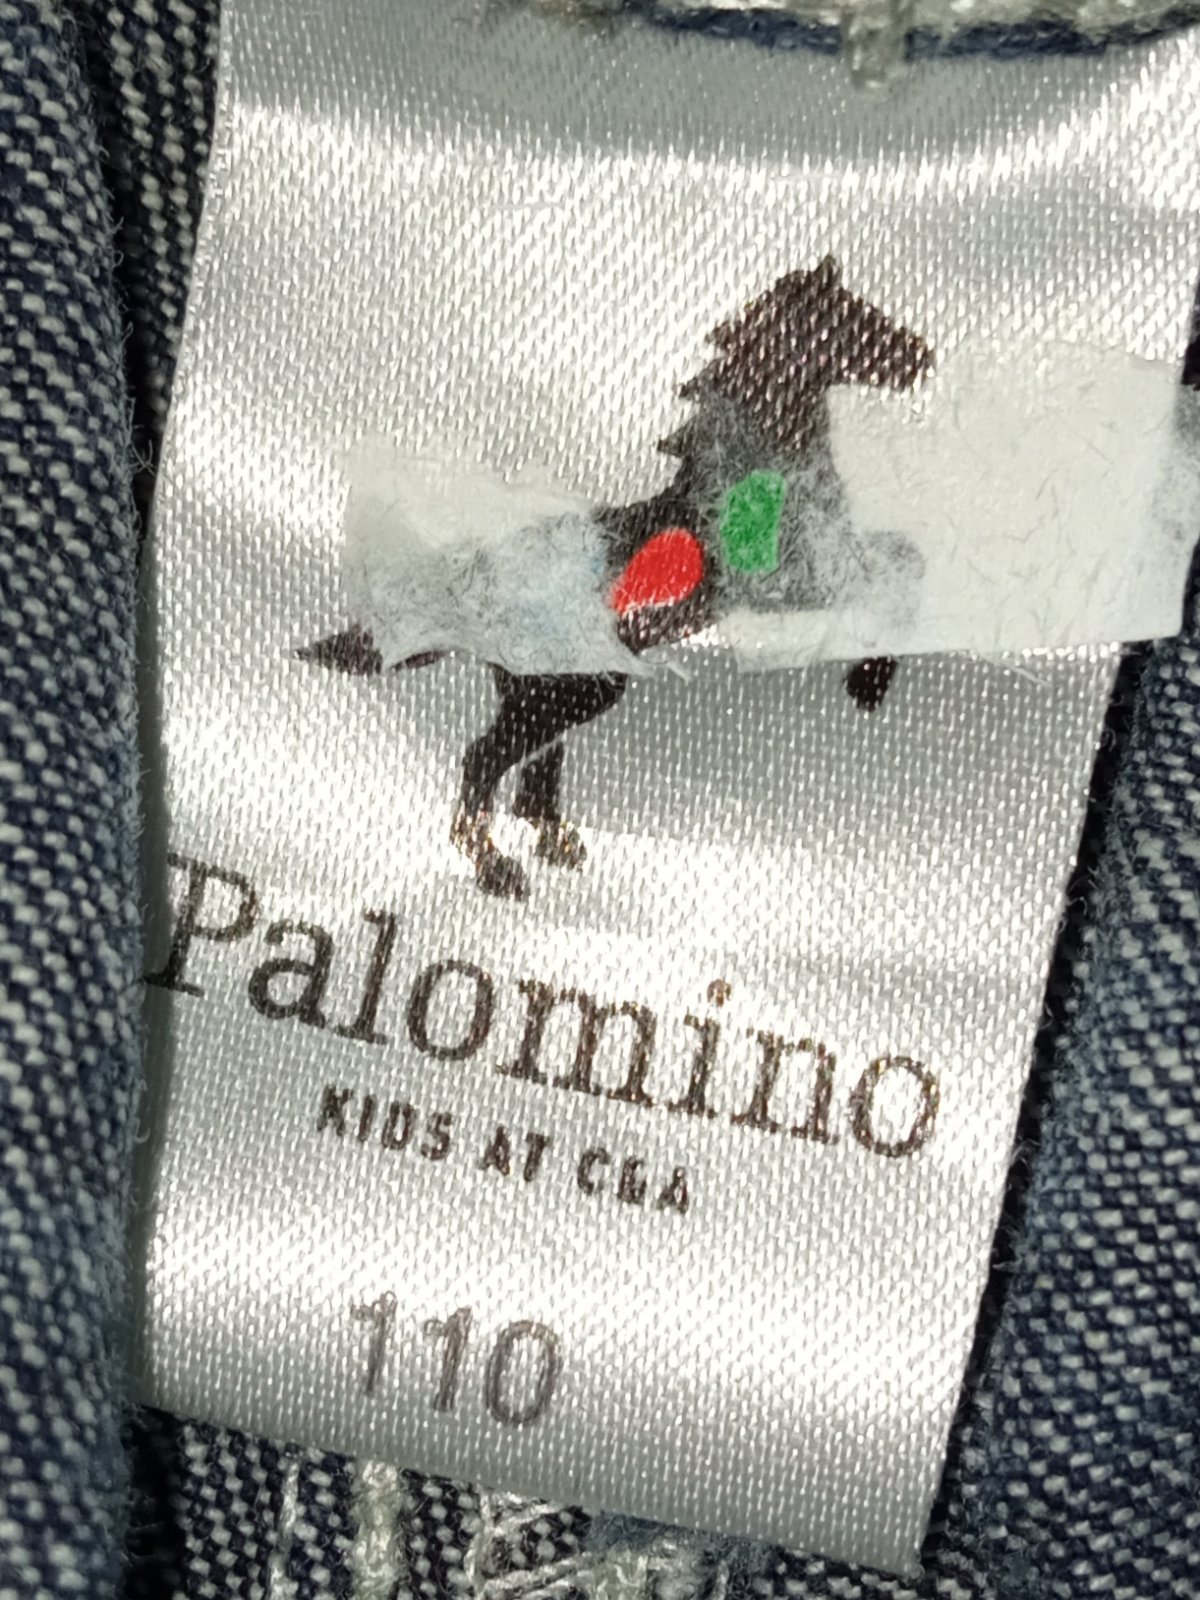 Palomino
KIDS AT C&A
110